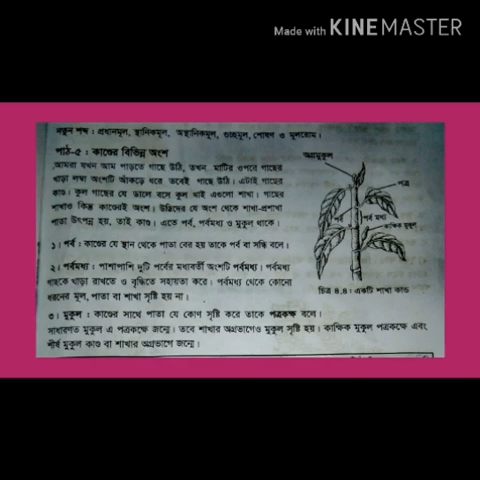 Made with KINEMASTER
নতুন শব্দ : প্রধানমূল, স্থানিকমূল, অস্থানিকমূল, গুচ্ছমূল, শোষণ ও মূলরোম।
পাঠ-৫ : কাণ্ডের বিভিন্ন অংশ
আমরা যখন আম পাড়তে গাছে উঠি, তখন মাটির ওপরে গাছের
খাড়া লম্বা অংশটি আঁকড়ে ধরে তবেই গাছে উঠি। এটাই গাছের
কাণ্ড। কুল গাছের যে ডালে বসে কুল খাই এগুলো শাখা। গাছের
শাখাও কিন্তু কাণ্ডেরই অংশ। উদ্ভিদের যে অংশ থেকে শাখা-প্রশাখা
পাতা উৎপন্ন হয়, তাই কাণ্ড। এতে পর্ব, পর্বমধ্য ও মুকুল থাকে।
১। পর্ব : কাণ্ডের যে স্থান থেকে পাতা বের হয় তাকে পর্ব বা সন্ধি বলে।
২। পর্বমধ্য : পাশাপাশি দুটি পর্বের মধ্যবর্তী অংশটি পর্বমধ্য। পর্বমধ্য
গাছকে খাড়া রাখতে ও বৃদ্ধিতে সহায়তা করে। পর্বমধ্য থেকে কোনো
ধরনের মূল, পাতা বা শাখা সৃষ্টি হয় না।
অগ্রমুকুল
পত্র
পর্ব
পর্ব মধ্য
কাক্ষিক মুকুল
চিত্র ৪.৪ : একটি শাখা কান্ড
৩। মুকুল : কাণ্ডের সাথে পাতা যে কোণ সৃষ্টি করে তাকে পত্রকক্ষ বলে।
সাধারণত মুকুল এ পত্রকক্ষে জন্মে। তবে শাখার অগ্রভাগেও মুকুল সৃষ্টি হয়। কাক্ষিক মুকুল পত্রকক্ষে এবং
শীর্ষ মুকুল কাণ্ড বা শাখার অগ্রভাগে জন্মে।